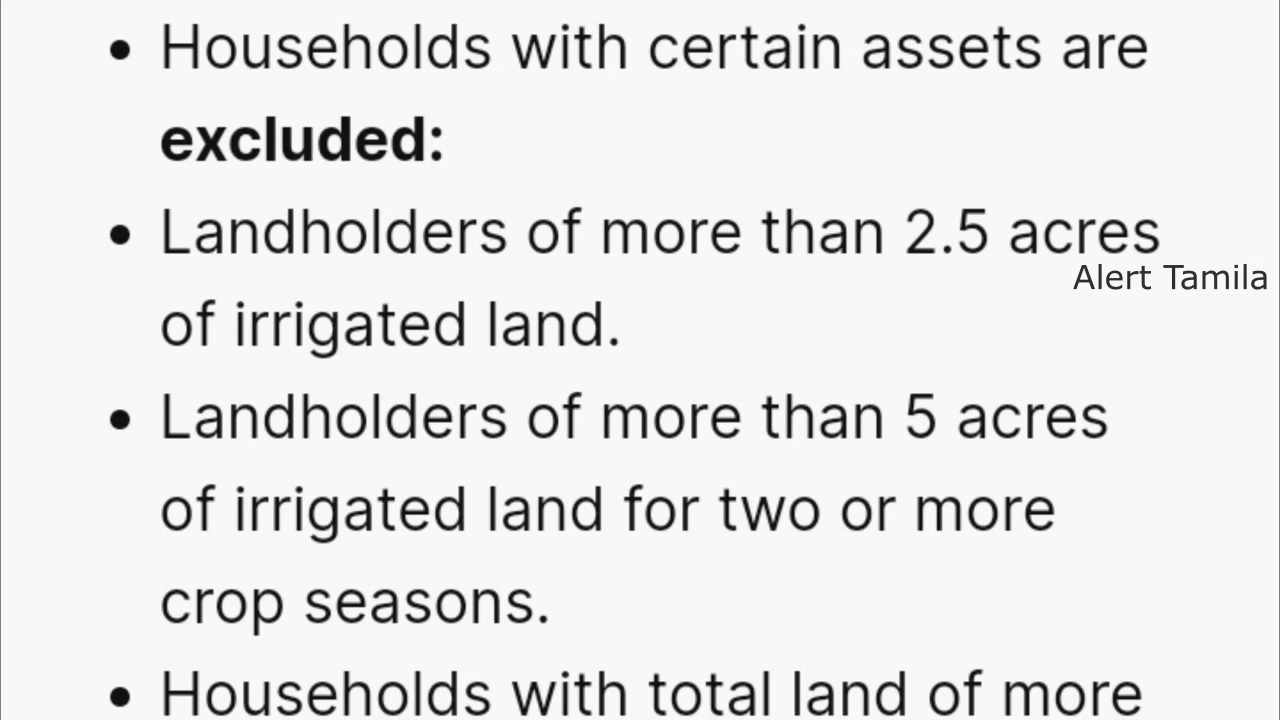 • Households with certain assets are
excluded:
• Landholders of more than 2.5 acres
Alert Tamila
of irrigated land.
• Landholders of more than 5 acres
of irrigated land for two or more
crop seasons.
• Households with total land of more